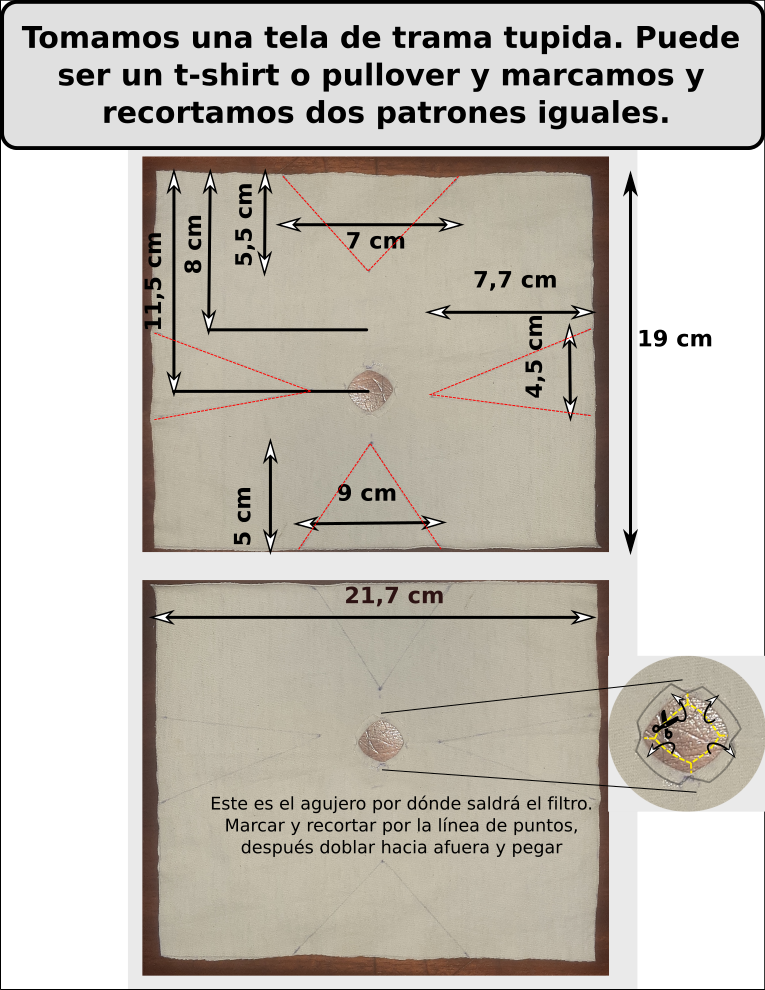 Tomamos una tela de trama tupida. Puede
ser un t-shirt o pullover y marcamos y
recortamos dos patrones iguales.
11,5 cm
8 cm
5,5 cm
7 cm
7,7 cm
4,5 cm
19 cm
9 cm
5 cm
21,7 cm
Este es el agujero por dónde saldrá el filtro.
Marcar y recortar por la línea de puntos,
después doblar hacia afuera y pegar